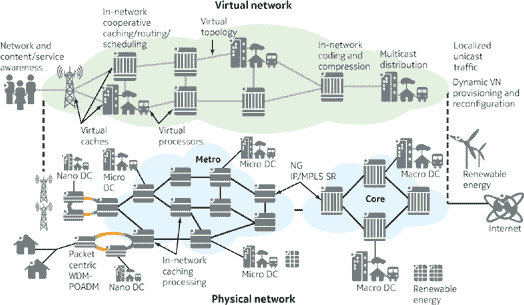 Virtual network
Network and
content/service
awareness
In-network
cooperative
caching/routing/
scheduling
Virtual
topology
In-network
coding and
compression
Multicast
distribution
Localized
unicast
traffic
Dynamic VN
provisioning and
reconfiguration
Virtual
caches
Virtual
processors
Nano DC
Micro
DC
Metro
Micro DC
NG
IP/MPLS SR
Macro DC
Renewable
energy
Core
Internet
Packet
centric
WDM-
POADM
Nano DC
In-network
caching processing
Micro DC
Macro DC
Renewable
energy
Physical network